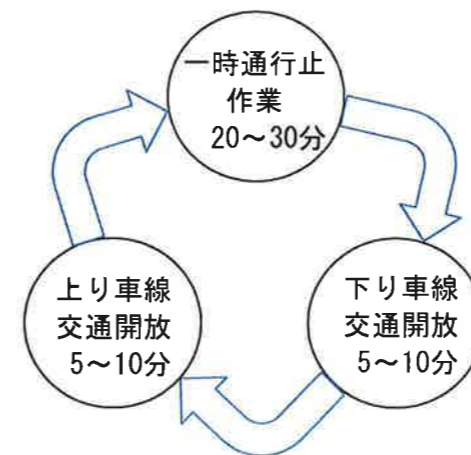 一時通行止
作業
20～30分
下り車線
交通開放
5～10分
上り車線
交通開放
5～10分